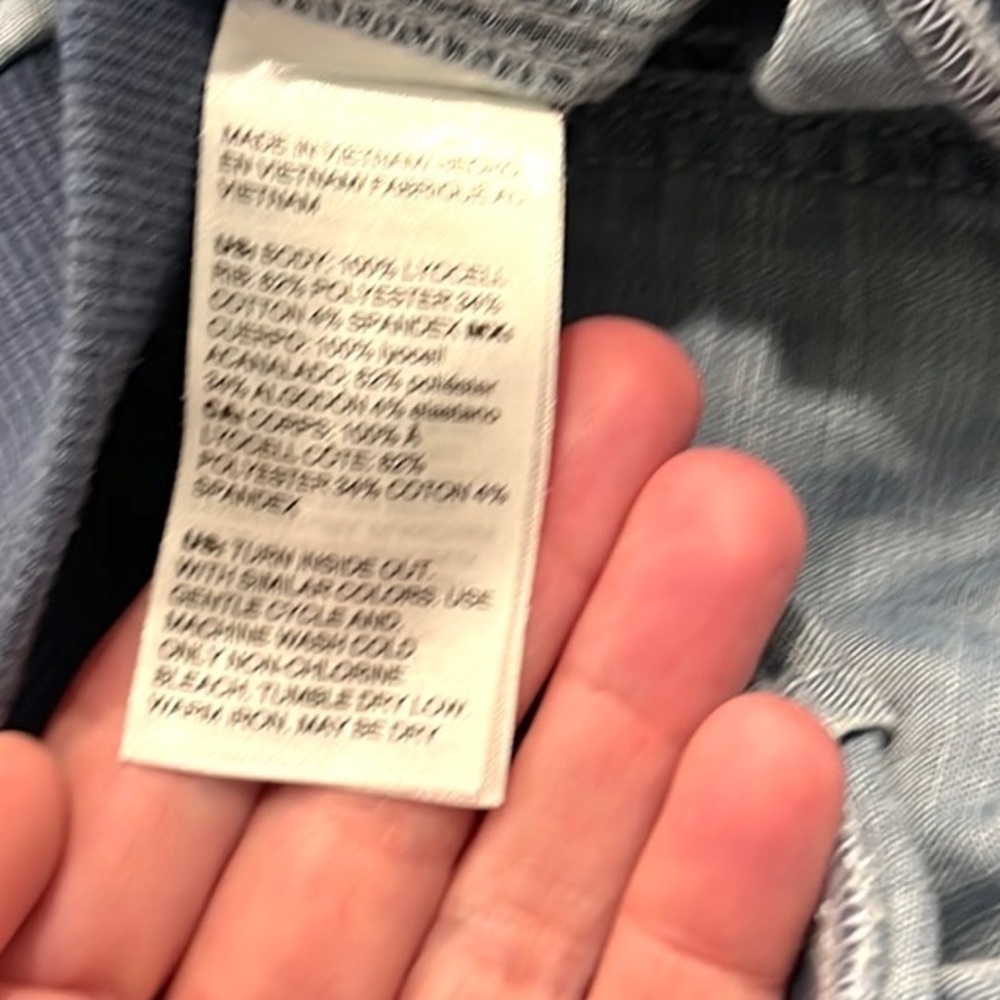 MADE IN VIETNAM/ HECHO
EN VIETNAM/ FABRIQUÉ AU
VIETNAM
US: BODY: 100% LYOCELL
RIB: 62% POLYESTER 34%
COTTON 4% SPANDEX MX:
CUERPO: 100% lyocell
ACANALADO: 62% poliéster
34% ALGODÓN 4% elastano
CA: CORPS: 100% Â
LYOCELL CÔTE: 62%
POLYESTER 34% COTON 4%
SPANDEX
US: TURN INSIDE OUT.
WITH SIMILAR COLORS. USE
GENTLE CYCLE AND
MACHINE WASH COLD
ONLY NON-CHLORINE
BLEACH. TUMBLE DRY LOW.
WARM IRON. MAY BE DRY